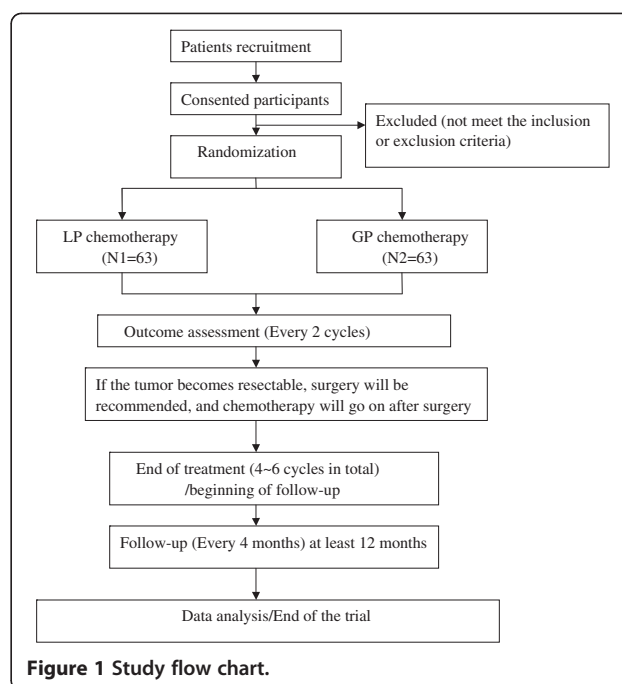 Patients recruitment
Consented participants
Excluded (not meet the inclusion
or exclusion criteria)
Randomization
LP chemotherapy
(N1=63)
GP chemotherapy
(N2=63)
Outcome assessment (Every 2 cycles)
If the tumor becomes resectable, surgery will be
recommended, and chemotherapy will go on after surgery
End of treatment (4~6 cycles in total)
/beginning of follow-up
Follow-up (Every 4 months) at least 12 months
Data analysis/End of the trial
Figure 1 Study flow chart.